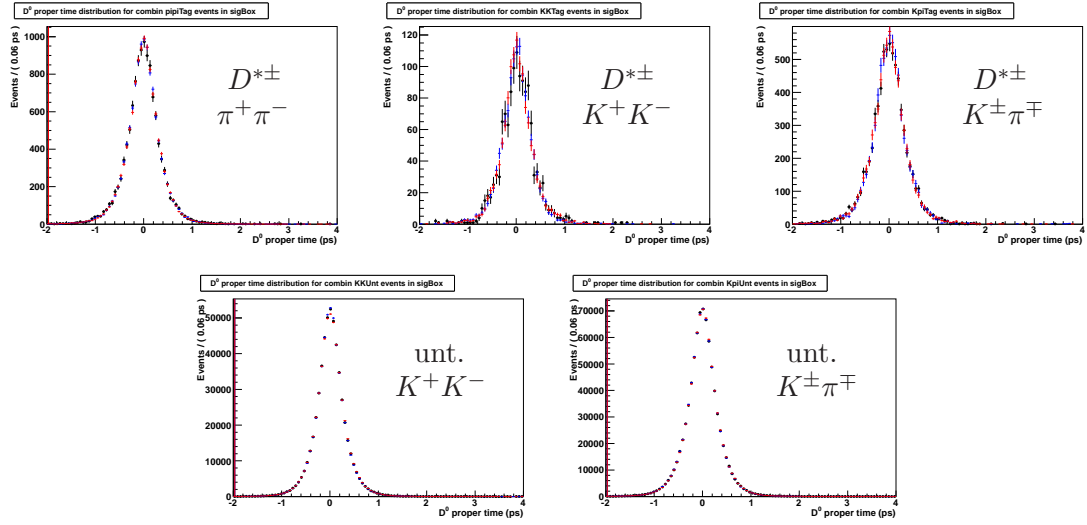 D⁰ proper time distribution for combin pipiTag events in sigBox
Events / ( 0.06 ps )
1000
800
600
400
200
0
D*±
π⁺π⁻
-2 -1 0 1 2 3 4
D⁰ proper time (ps)
D⁰ proper time distribution for combin KKTag events in sigBox
Events / ( 0.06 ps )
120
100
80
60
40
20
0
D*±
K⁺K⁻
-2 -1 0 1 2 3 4
D⁰ proper time (ps)
D⁰ proper time distribution for combin KpiTag events in sigBox
Events / ( 0.06 ps )
500
400
300
200
100
0
D*±
K±π∓
-2 -1 0 1 2 3 4
D⁰ proper time (ps)
D⁰ proper time distribution for combin KKUnt events in sigBox
Events / ( 0.06 ps )
50000
40000
30000
20000
10000
0
unt.
K⁺K⁻
-2 -1 0 1 2 3 4
D⁰ proper time (ps)
D⁰ proper time distribution for combin KpiUnt events in sigBox
Events / ( 0.06 ps )
70000
60000
50000
40000
30000
20000
10000
0
unt.
K±π∓
-2 -1 0 1 2 3 4
D⁰ proper time (ps)